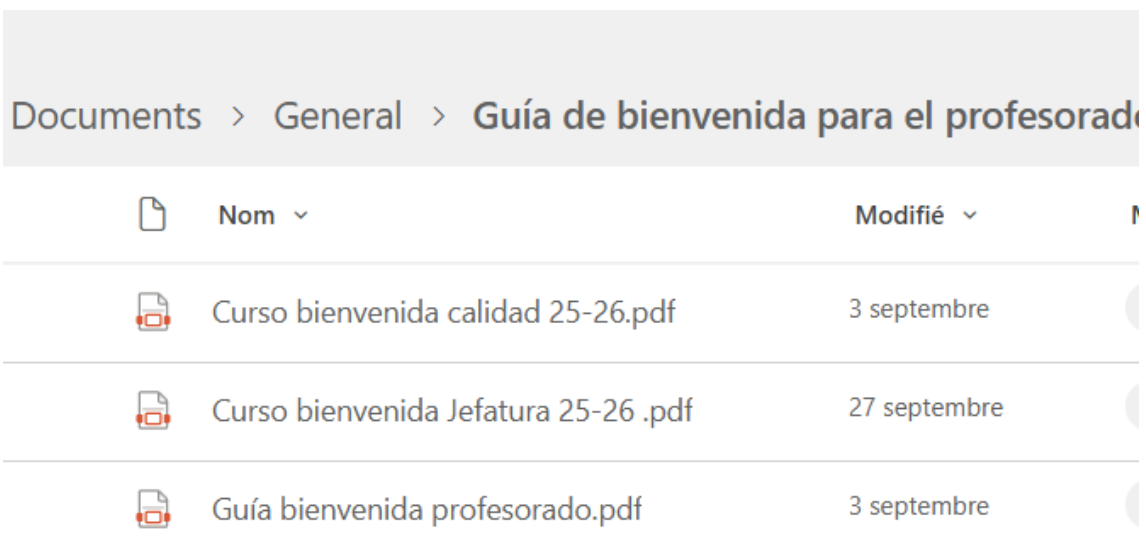 Documents > General > Guía de bienvenida para el profesorado
Nom Modifié
Curso bienvenida calidad 25-26.pdf 3 septembre
Curso bienvenida Jefatura 25-26 .pdf 27 septembre
Guía bienvenida profesorado.pdf 3 septembre